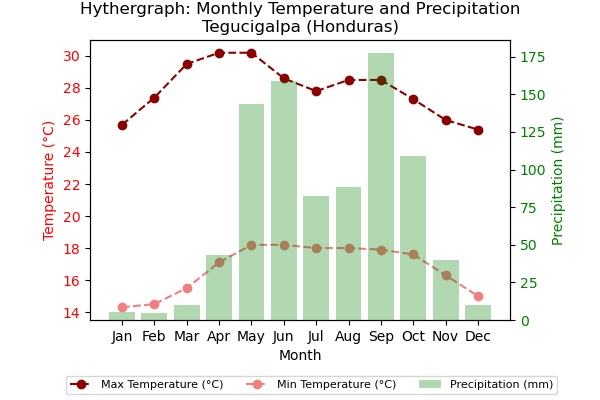 Hythergraph: Monthly Temperature and Precipitation
Tegucigalpa (Honduras)
30
28
26
24
22
20
18
16
14
Temperature (°C)
175
150
125
100
75
50
25
0
Precipitation (mm)
Jan Feb Mar Apr May Jun Jul Aug Sep Oct Nov Dec
Month
Max Temperature (°C) Min Temperature (°C) Precipitation (mm)